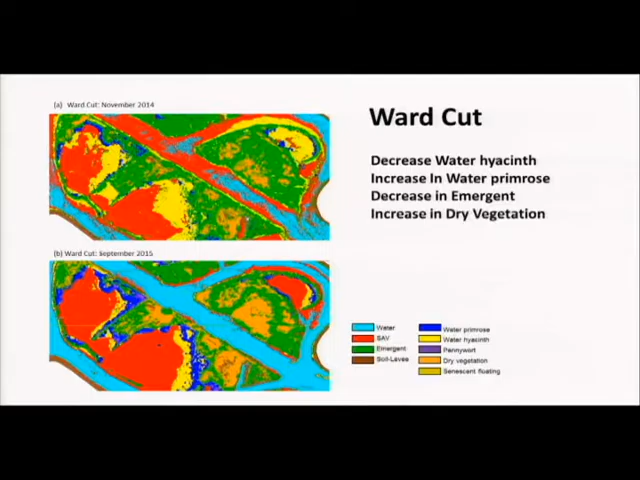 (a) Ward Cut: November 2014
Ward Cut
Decrease Water hyacinth
Increase In Water primrose
Decrease in Emergent
Increase in Dry Vegetation
(b) Ward Cut: September 2015
Water
SAV
Emergent
Soil-Levee
Water primrose
Water hyacinth
Pennywort
Dry vegetation
Senescent floating